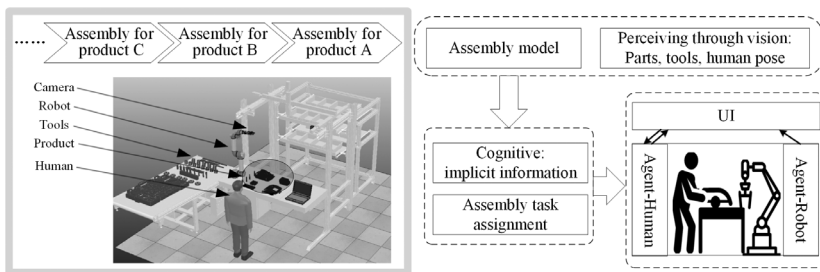 ...... Assembly for product C
Assembly for product B
Assembly for product A
Camera
Robot
Tools
Product
Human
Assembly model
Perceiving through vision:
Parts, tools, human pose
Cognitive:
implicit information
Assembly task
assignment
UI
Agent-Human
Agent-Robot